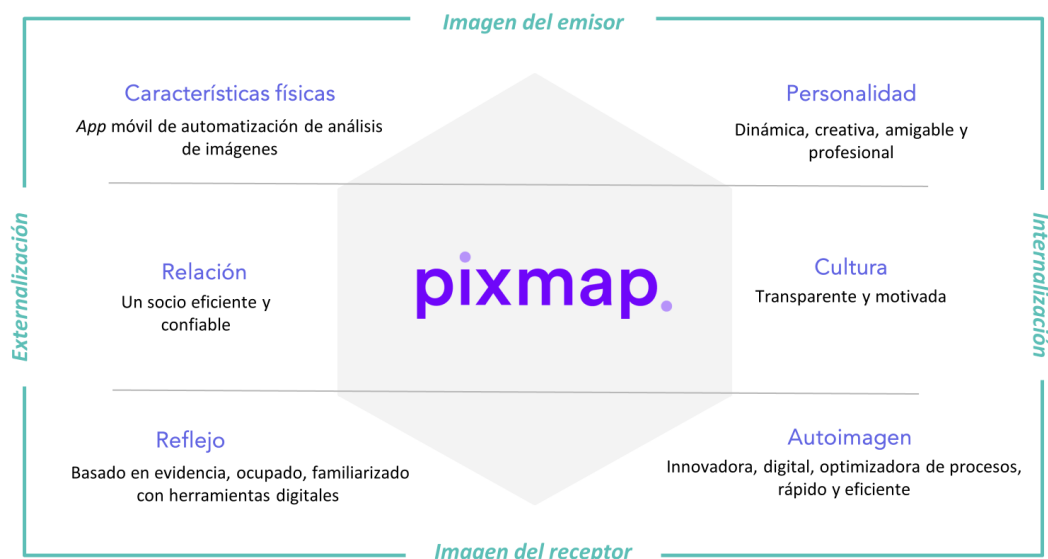 Imagen del emisor
Características físicas
App móvil de automatización de análisis
de imágenes
Personalidad
Dinámica, creativa, amigable y
profesional
Externalización
Relación
Un socio eficiente y
confiable
pixmap.
Cultura
Transparente y motivada
Internalización
Reflejo
Basado en evidencia, ocupado, familiarizado
con herramientas digitales
Autoimagen
Innovadora, digital, optimizadora de procesos,
rápido y eficiente
Imagen del receptor